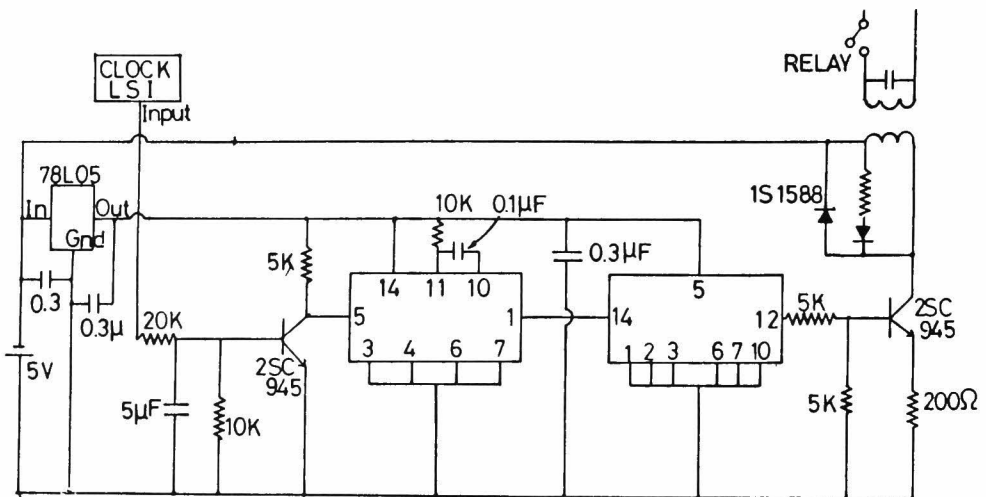 RELAY
CLOCK
LSI
Input
78L05
In
Out
Gnd
0.3
0.3μ
5V
20K
5μF
10K
2SC
945
5K
10K
0.1μF
14
11
10
5
1
3
4
6
7
0.3μF
5
14
12
1
2
3
6
7
10
5K
5K
1S1588
2SC
945
200Ω